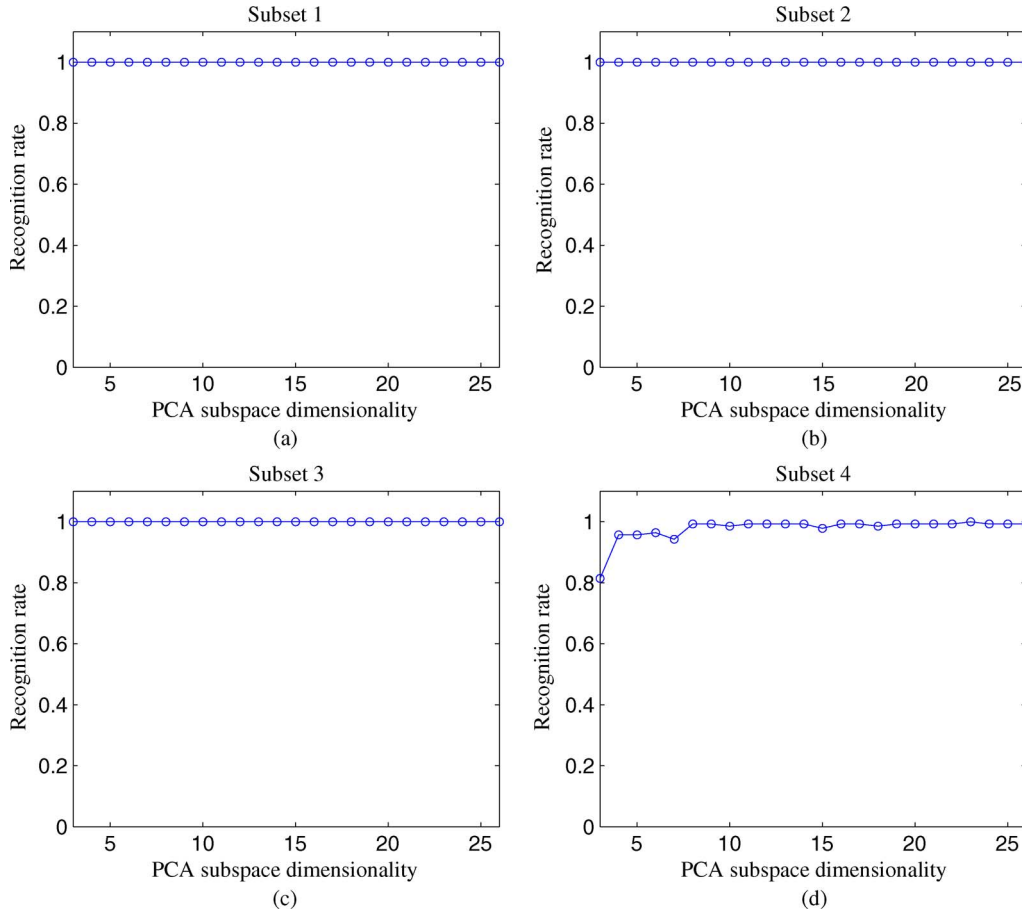 Subset 1
1
0.8
0.6
0.4
0.2
0
Recognition rate
5 10 15 20 25
PCA subspace dimensionality
(a)
Subset 2
1
0.8
0.6
0.4
0.2
0
Recognition rate
5 10 15 20 25
PCA subspace dimensionality
(b)
Subset 3
1
0.8
0.6
0.4
0.2
0
Recognition rate
5 10 15 20 25
PCA subspace dimensionality
(c)
Subset 4
1
0.8
0.6
0.4
0.2
0
Recognition rate
5 10 15 20 25
PCA subspace dimensionality
(d)